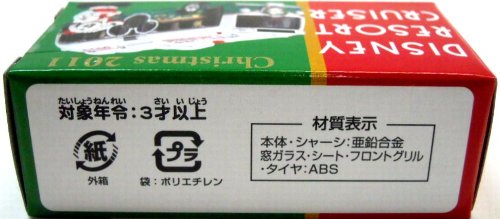 DISNEY
RESORT
CRUISER
Christmas 2011
たいしょうねんれい さい いじょう
対象年令:3才以上
紙
外箱
プラ
袋:ポリエチレン
材質表示
本体・シャーシ:亜鉛合金
窓ガラス・シート・フロントグリル
・タイヤ:ABS